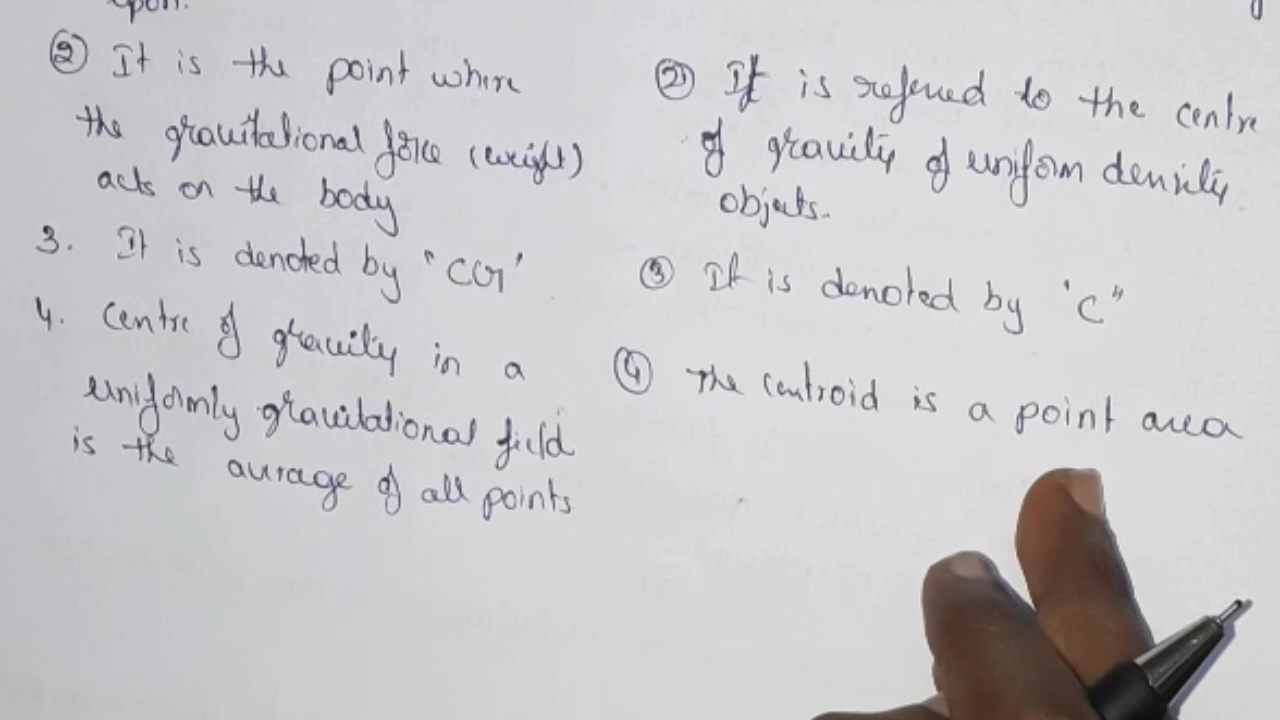 upon.
② It is the point where
the gravitational force (weight)
acts on the body
3. It is denoted by "CG"
4. Centre of gravity in a
uniformly gravitational field
is the average of all points
② It is referred to the centre
of gravity of uniform density
objects.
③ It is denoted by 'C"
④ The centroid is a point area